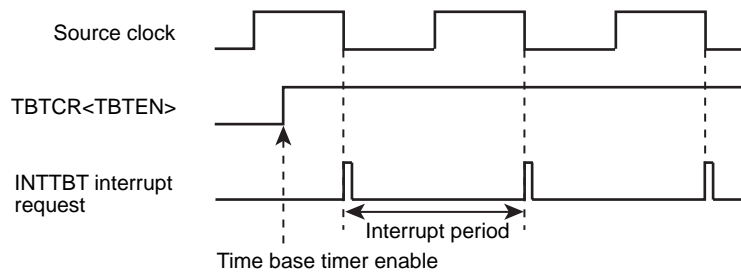 Source clock
TBTCR<TBTEN>
INTTBT interrupt
request
Interrupt period
Time base timer enable